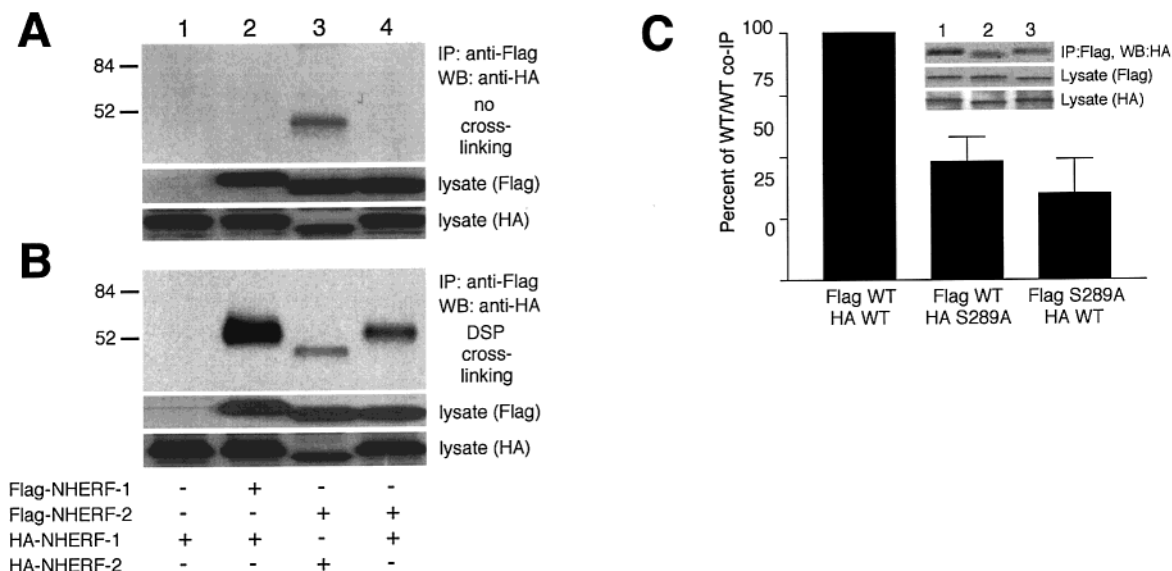 A
1 2 3 4
84
52
IP: anti-Flag
WB: anti-HA
no
cross-
linking
lysate (Flag)
lysate (HA)
B
84
52
IP: anti-Flag
WB: anti-HA
DSP
cross-
linking
lysate (Flag)
lysate (HA)
Flag-NHERF-1 - + - -
Flag-NHERF-2 - - + +
HA-NHERF-1 + + - +
HA-NHERF-2 - - + -
C
Percent of WT/WT co-IP
100
75
50
25
0
1 2 3
IP:Flag, WB:HA
Lysate (Flag)
Lysate (HA)
Flag WT
HA WT
Flag WT
HA S289A
Flag S289A
HA WT